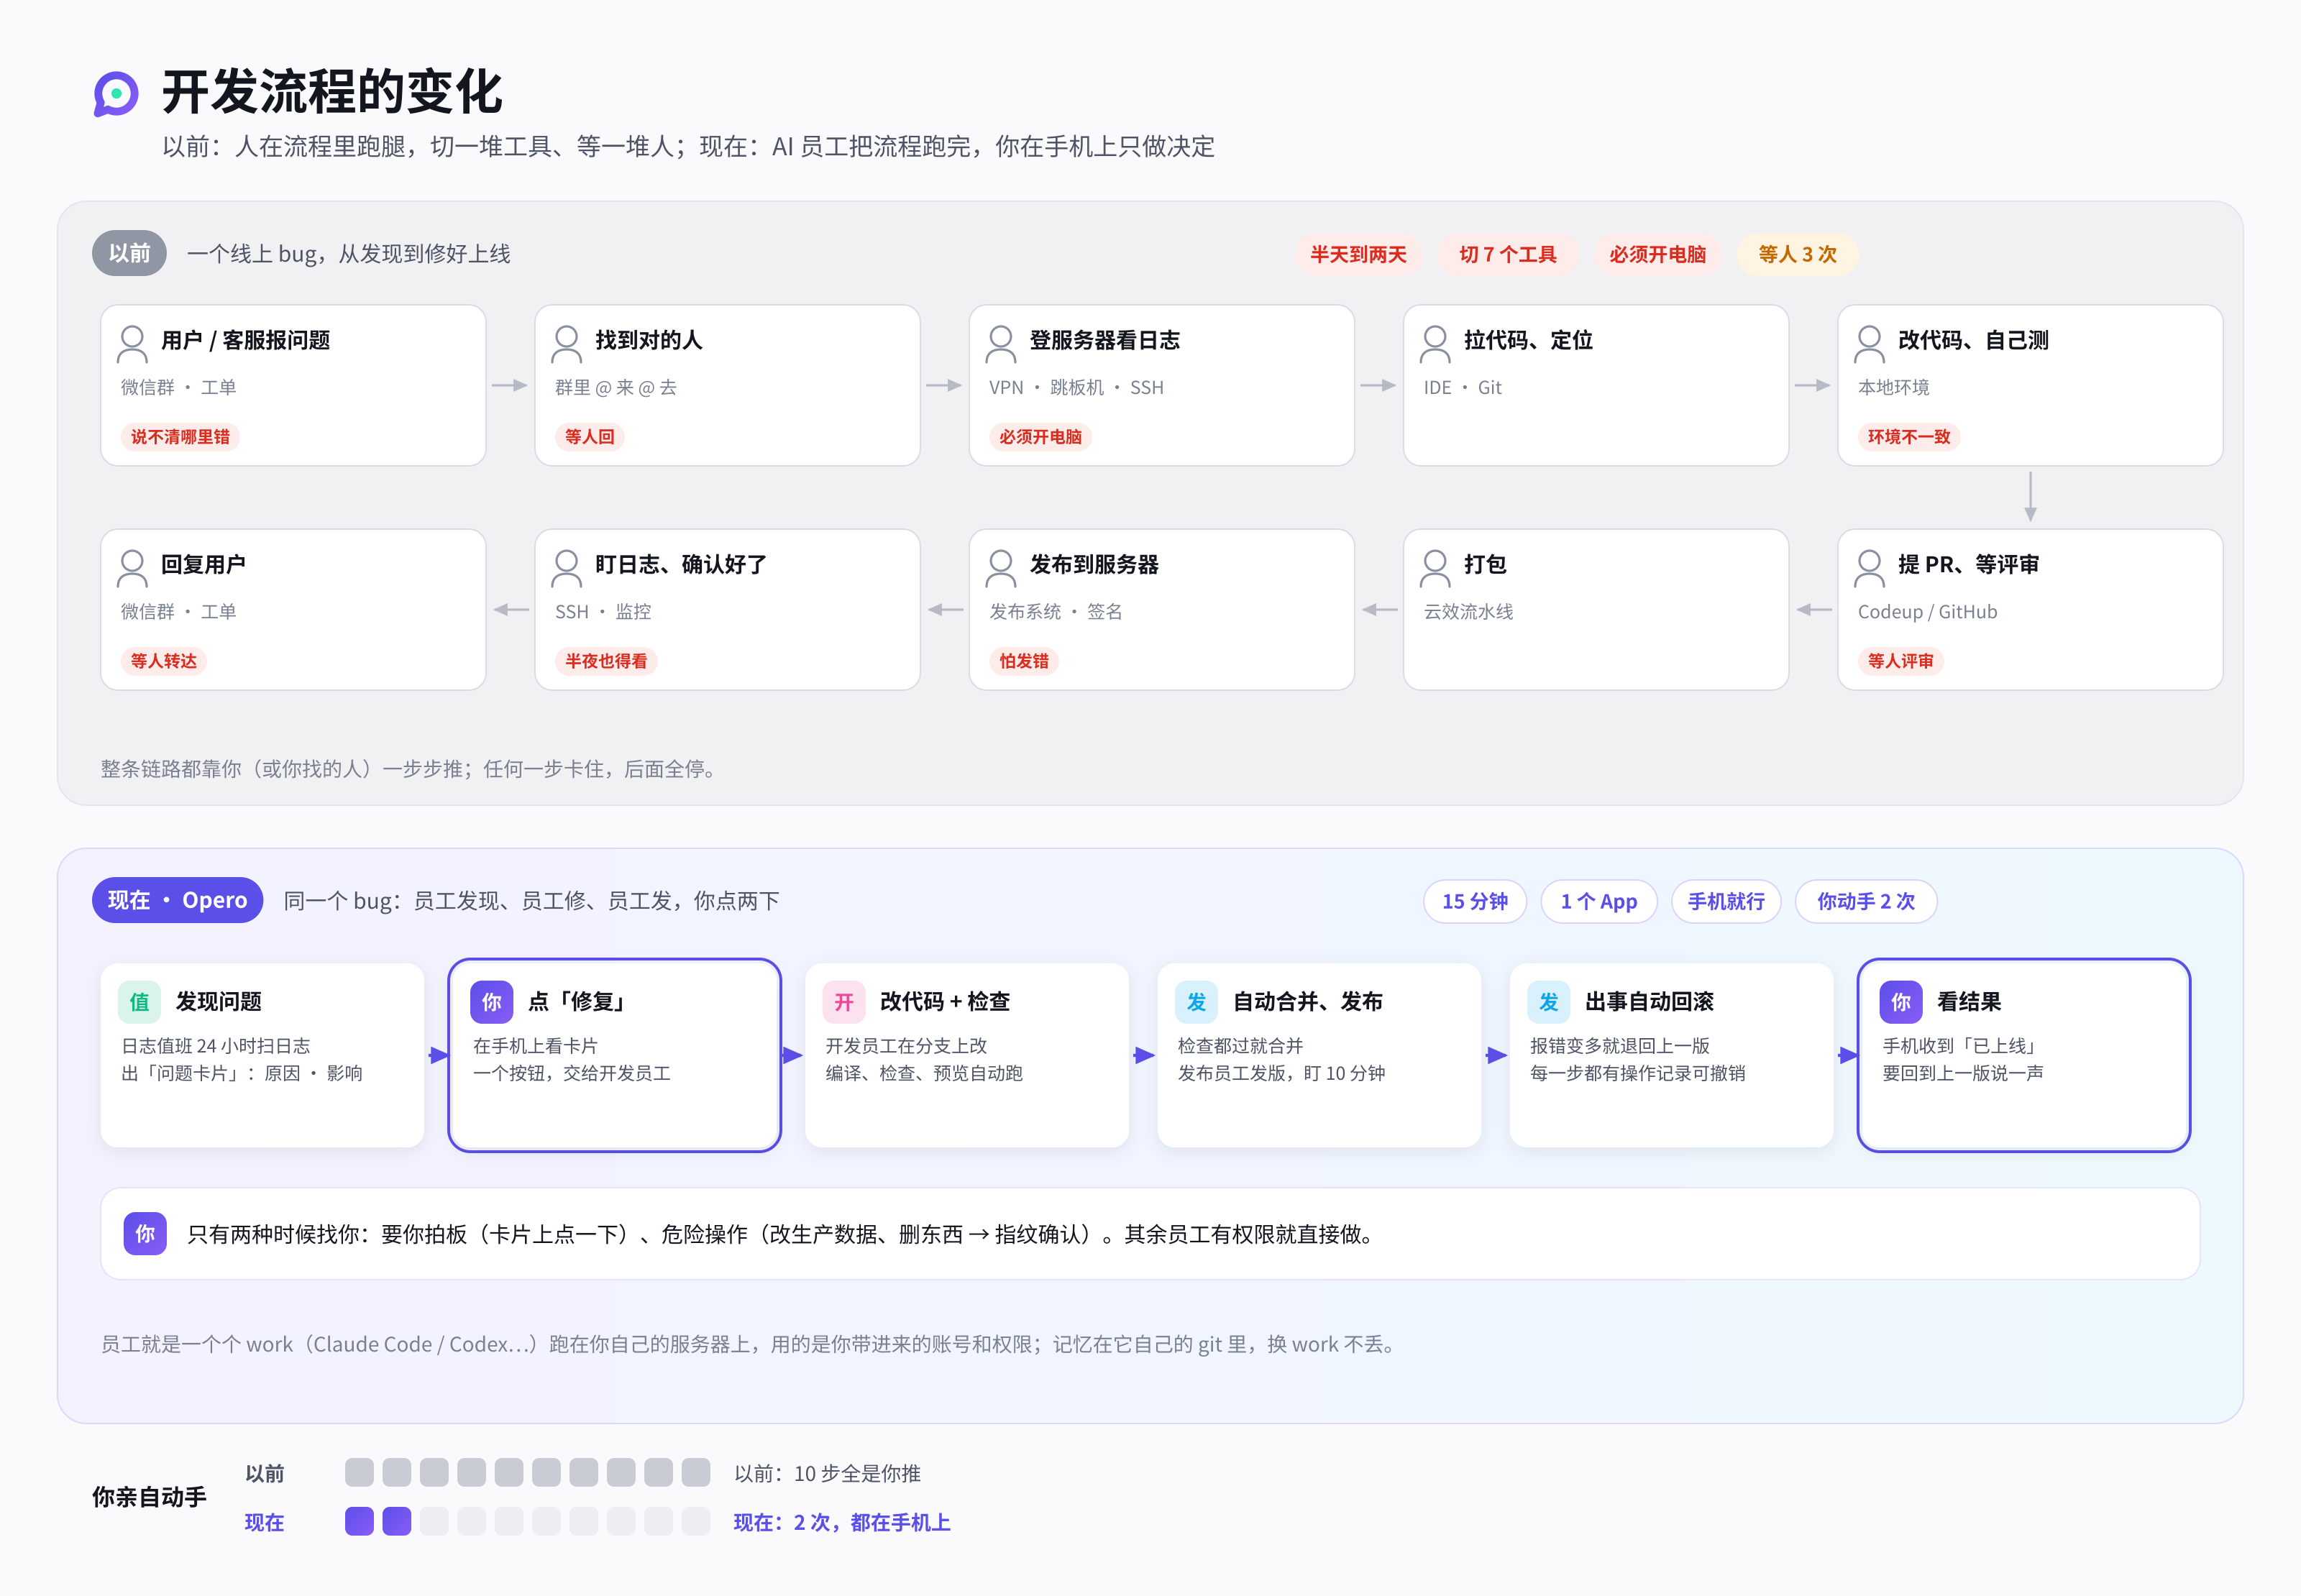 开发流程的变化
以前：人在流程里跑腿，切一堆工具、等一堆人；现在：AI 员工把流程跑完，你在手机上只做决定
以前
一个线上 bug，从发现到修好上线
半天到两天
切 7 个工具
必须开电脑
等人 3 次
用户 / 客服报问题
微信群 · 工单
说不清哪里错
找到对的人
群里 @ 来 @ 去
等人回
登服务器看日志
VPN · 跳板机 · SSH
必须开电脑
拉代码、定位
IDE · Git
改代码、自己测
本地环境
环境不一致
提 PR、等评审
Codeup / GitHub
等人评审
打包
云效流水线
发布到服务器
发布系统 · 签名
怕发错
盯日志、确认好了
SSH · 监控
半夜也得看
回复用户
微信群 · 工单
等人转达
整条链路都靠你（或你找的人）一步步推；任何一步卡住，后面全停。
现在 · Opero
同一个 bug：员工发现、员工修、员工发，你点两下
15 分钟
1 个 App
手机就行
你动手 2 次
值
发现问题
日志值班 24 小时扫日志
出「问题卡片」：原因 · 影响
你
点「修复」
在手机上看卡片
一个按钮，交给开发员工
开
改代码 + 检查
开发员工在分支上改
编译、检查、预览自动跑
发
自动合并、发布
检查都过就合并
发布员工发版，盯 10 分钟
发
出事自动回滚
报错变多就退回上一版
每一步都有操作记录可撤销
你
看结果
手机收到「已上线」
要回到上一版说一声
你
只有两种时候找你：要你拍板（卡片上点一下）、危险操作（改生产数据、删东西 → 指纹确认）。其余员工有权限就直接做。
员工就是一个个 work（Claude Code / Codex…）跑在你自己的服务器上，用的是你带进来的账号和权限；记忆在它自己的 git 里，换 work 不丢。
你亲自动手
以前
以前：10 步全是你推
现在
现在：2 次，都在手机上